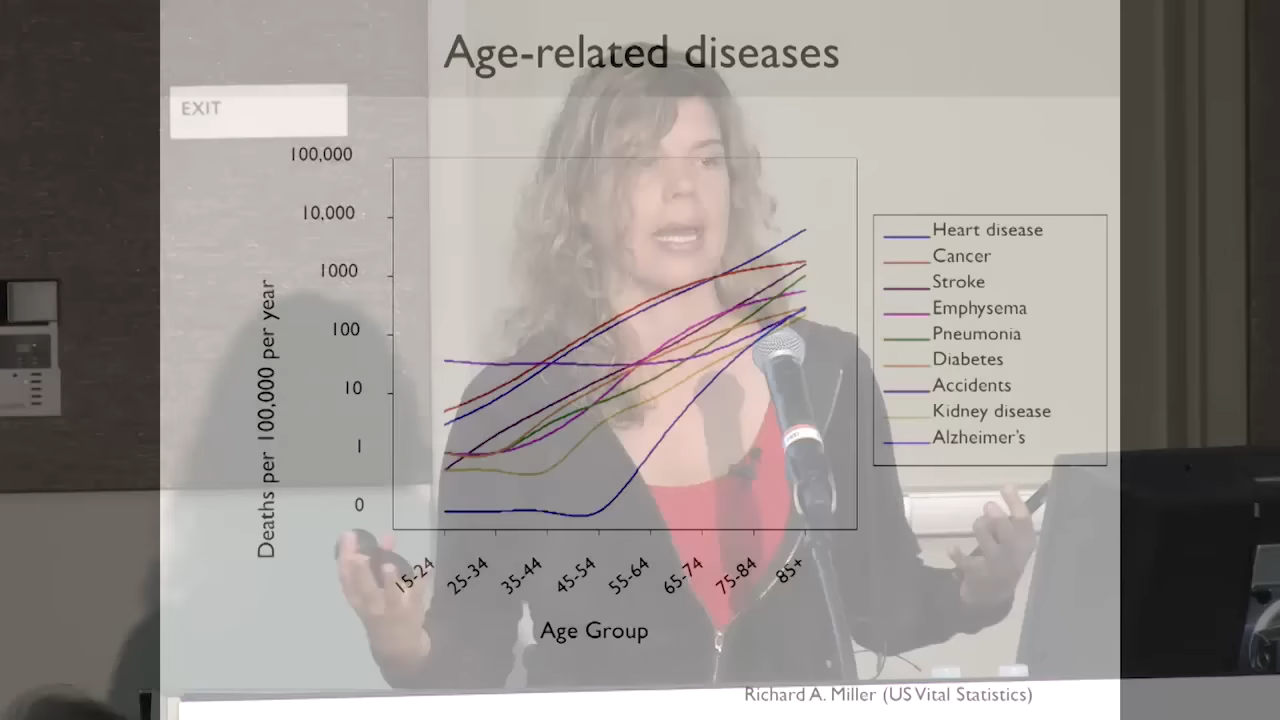 Age-related diseases
EXIT
100,000
10,000
1000
100
10
1
0
Deaths per 100,000 per year
15-24
25-34
35-44
45-54
55-64
65-74
75-84
85+
Age Group
Heart disease
Cancer
Stroke
Emphysema
Pneumonia
Diabetes
Accidents
Kidney disease
Alzheimer's
Richard A. Miller (US Vital Statistics)